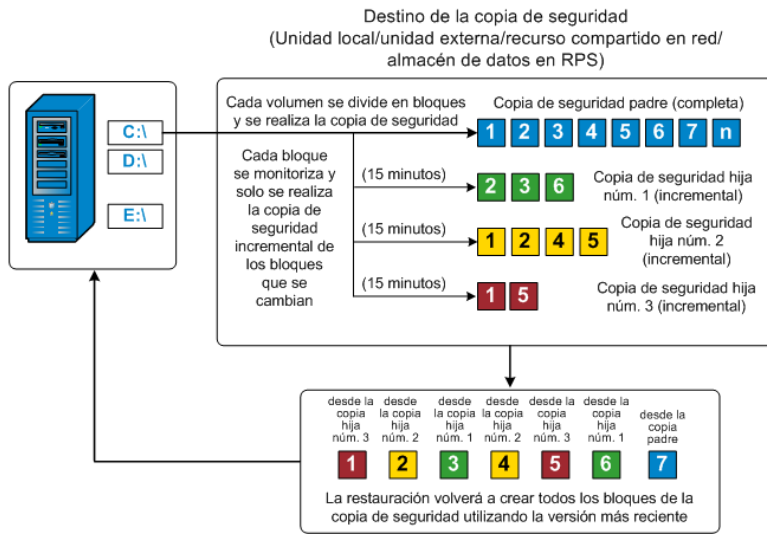 Destino de la copia de seguridad
(Unidad local/unidad externa/recurso compartido en red/
almacén de datos en RPS)
C:\
D:\
E:\
Cada volumen se divide en bloques
y se realiza la copia de seguridad
Copia de seguridad padre (completa)
1 2 3 4 5 6 7 n
Cada bloque
se monitoriza y
solo se realiza
la copia de
seguridad
incremental de
los bloques
que se
cambian
(15 minutos)
2 3 6
Copia de seguridad hija
núm. 1 (incremental)
(15 minutos)
1 2 4 5
Copia de seguridad
hija núm. 2
(incremental)
(15 minutos)
1 5
Copia de seguridad hija
núm. 3 (incremental)
desde la
copia
hija
núm. 3
desde la
copia
hija
núm. 2
desde la
copia
hija
núm. 1
desde la
copia
hija
núm. 2
desde la
copia
hija
núm. 3
desde la
copia
hija
núm. 1
desde la
copia
padre
1 2 3 4 5 6 7
La restauración volverá a crear todos los bloques de la
copia de seguridad utilizando la versión más reciente